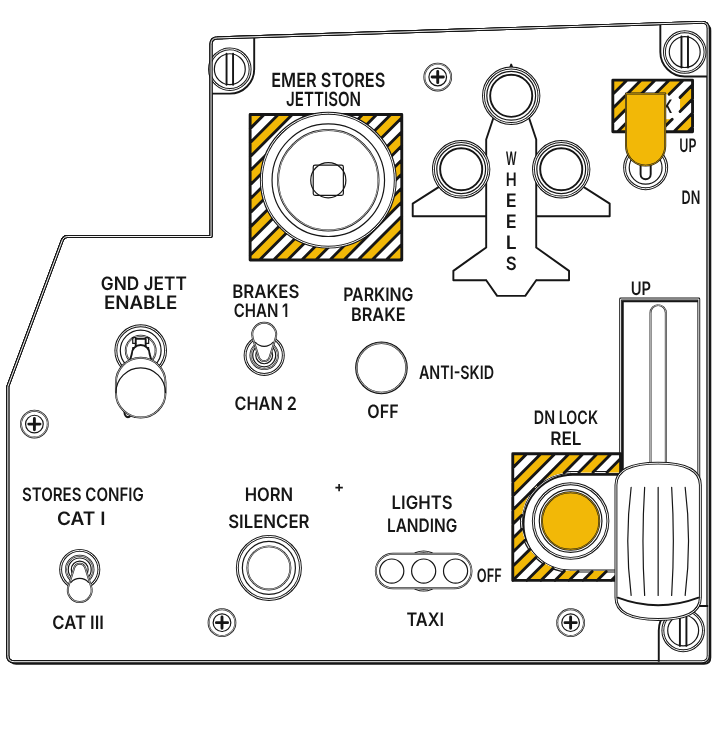 EMER STORES
JETTISON
UP
DN
WHEELS
GND JETT
ENABLE
BRAKES
CHAN 1
CHAN 2
PARKING
BRAKE
ANTI-SKID
OFF
UP
DN LOCK
REL
STORES CONFIG
CAT I
CAT III
HORN
SILENCER
LIGHTS
LANDING
OFF
TAXI